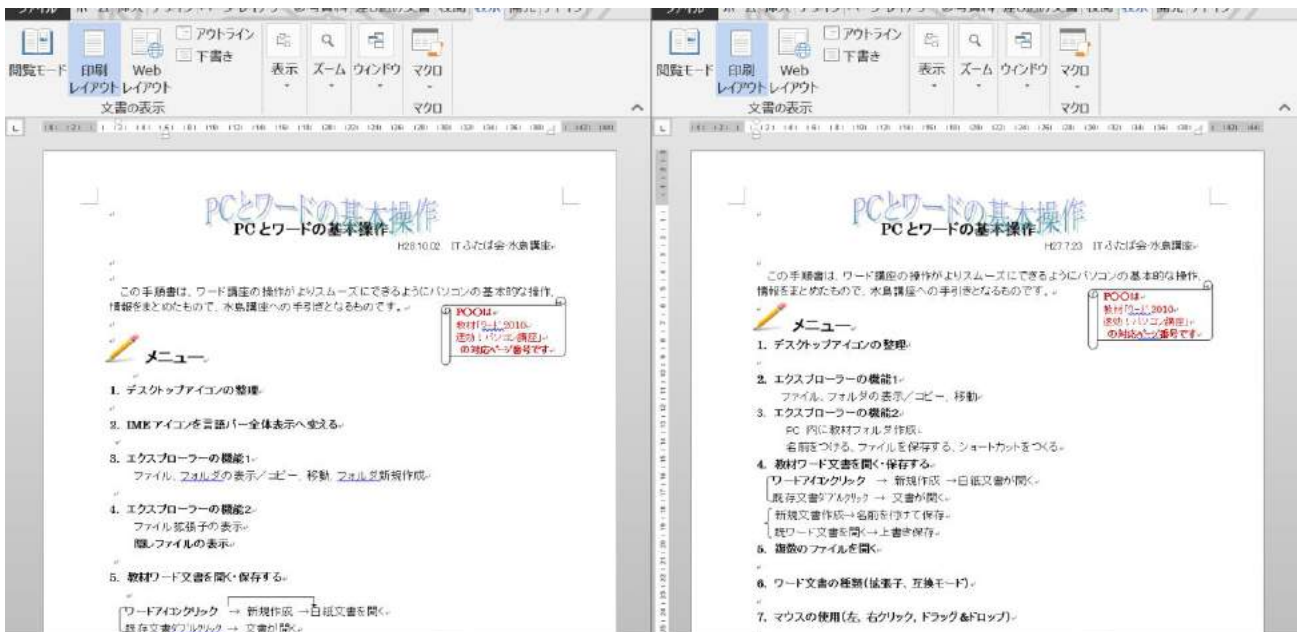 閲覧モード
印刷レイアウト
Webレイアウト
アウトライン
下書き
表示
ズーム
ウィンドウ
マクロ
文書の表示
マクロ
PCとワードの基本操作
PCとワードの基本操作
H28.10.02 ITふたば会・水島講座
この手順書は、ワード講座の操作がよりスムーズにできるようにパソコンの基本的な操作、
情報をまとめたもので、水島講座への手引きとなるものです。
P〇〇は
教材「ワード2010
速効!パソコン講座」
の対応ページ番号です
メニュー
1. デスクトップアイコンの整理
2. IMEアイコンを言語バー全体表示へ変える
3. エクスプローラーの機能1
ファイル、フォルダの表示/コピー、移動、フォルダ新規作成
4. エクスプローラーの機能2
ファイル拡張子の表示
隠しファイルの表示
5. 教材ワード文書を開く・保存する
ワードアイコンクリック → 新規作成 →白紙文書を開く
既存文書ダブルクリック → 文書が開く
閲覧モード
印刷レイアウト
Webレイアウト
アウトライン
下書き
表示
ズーム
ウィンドウ
マクロ
文書の表示
マクロ
PCとワードの基本操作
PCとワードの基本操作
H27.7.23 ITふたば会・水島講座
この手順書は、ワード講座の操作がよりスムーズにできるようにパソコンの基本的な操作、
情報をまとめたもので、水島講座への手引きとなるものです。
P〇〇は
教材「ワード2010
速効!パソコン講座」
の対応ページ番号です
メニュー
1. デスクトップアイコンの整理
2. エクスプローラーの機能1
ファイル、フォルダの表示/コピー、移動
3. エクスプローラーの機能2
PC内に教材フォルダ作成
名前をつける、ファイルを保存する、ショートカットをつくる
4. 教材ワード文書を開く・保存する
ワードアイコンクリック → 新規作成 →白紙文書が開く
既存文書ダブルクリック → 文書が開く
新規文書作成→名前を付けて保存
既ワード文書を開く→上書き保存
5. 複数のファイルを開く
6. ワード文書の種類(拡張子、互換モード)
7. マウスの使用(左、右クリック、ドラッグ&ドロップ)